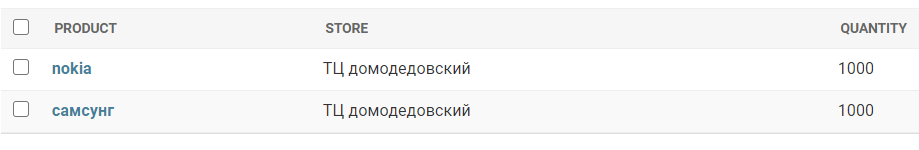 PRODUCT STORE QUANTITY
nokia ТЦ домодедовский 1000
самсунг ТЦ домодедовский 1000